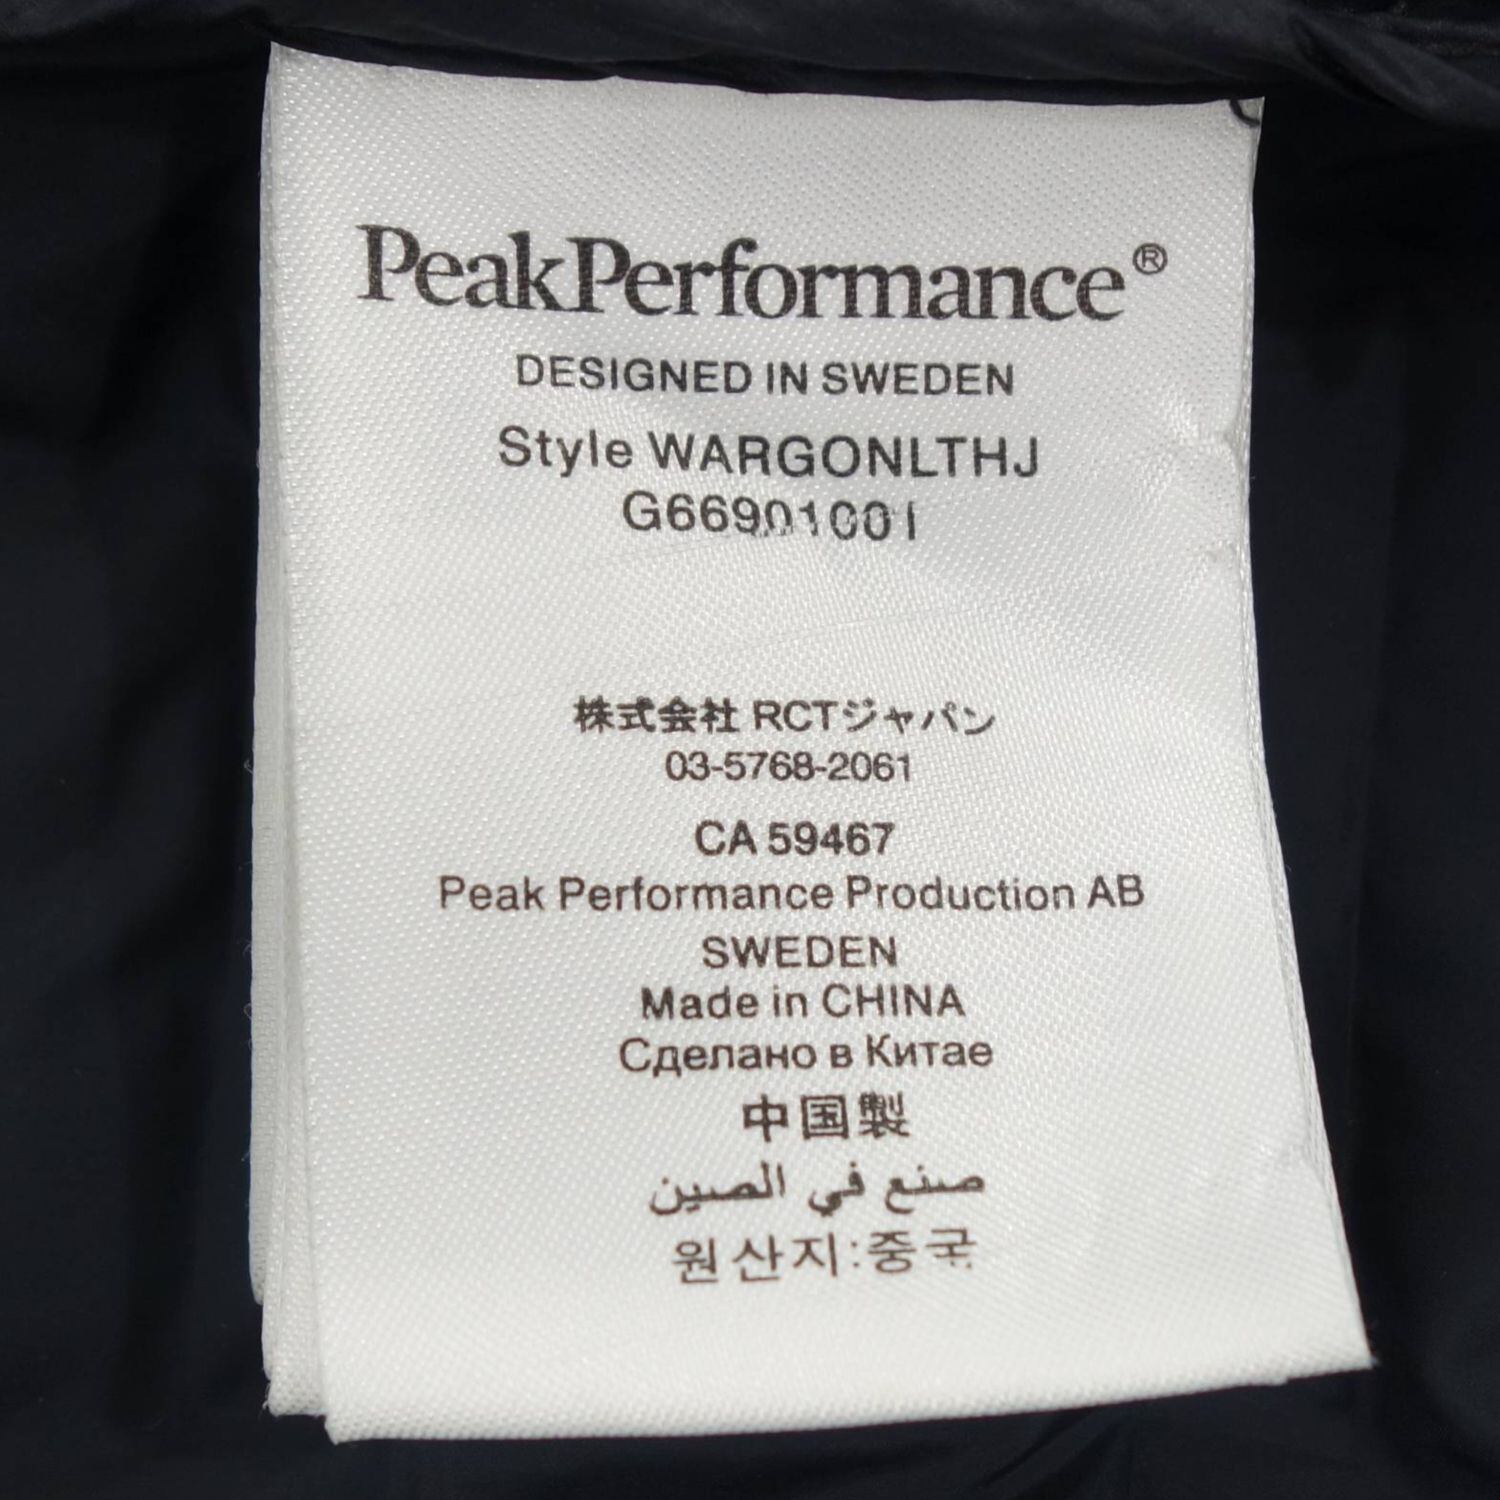 PeakPerformance®
DESIGNED IN SWEDEN
Style WARGONLTHJ
G66901001
株式会社 RCTジャパン
03-5768-2061
CA 59467
Peak Performance Production AB
SWEDEN
Made in CHINA
Сделано в Китае
中国製
صنع في الصين
원산지:중국